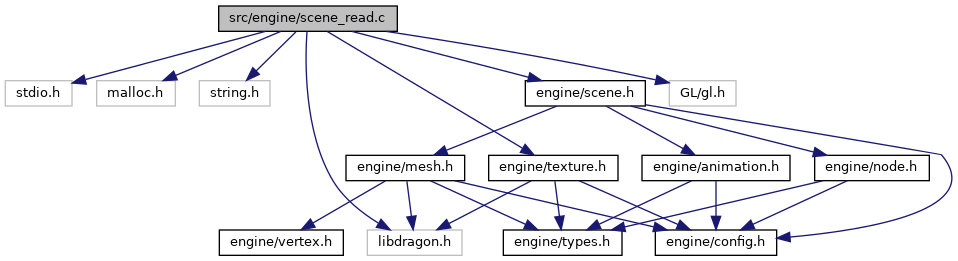 src/engine/scene_read.c
stdio.h
malloc.h
string.h
engine/scene.h
GL/gl.h
engine/mesh.h
engine/texture.h
engine/animation.h
engine/node.h
engine/vertex.h
libdragon.h
engine/types.h
engine/config.h